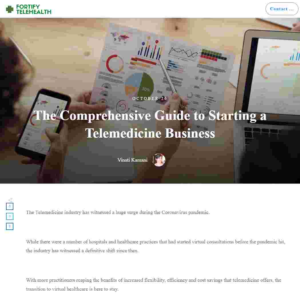 FORTIFY
TELEHEALTH
Contact
OCTOBER
The Comprehensive Guide to Starting a
Telemedicine Business
Vinati Kamani
The Telemedicine industry has witnessed a huge surge during the Coronavirus pandemic.
While there were a number of hospitals and healthcare practices that had started virtual consultations before the pandemic hit,
the industry has witnessed a definitive shift since then.
With more practitioners reaping the benefits of increased flexibility, efficiency and cost savings that telemedicine offers, the
transition to virtual healthcare is here to stay.